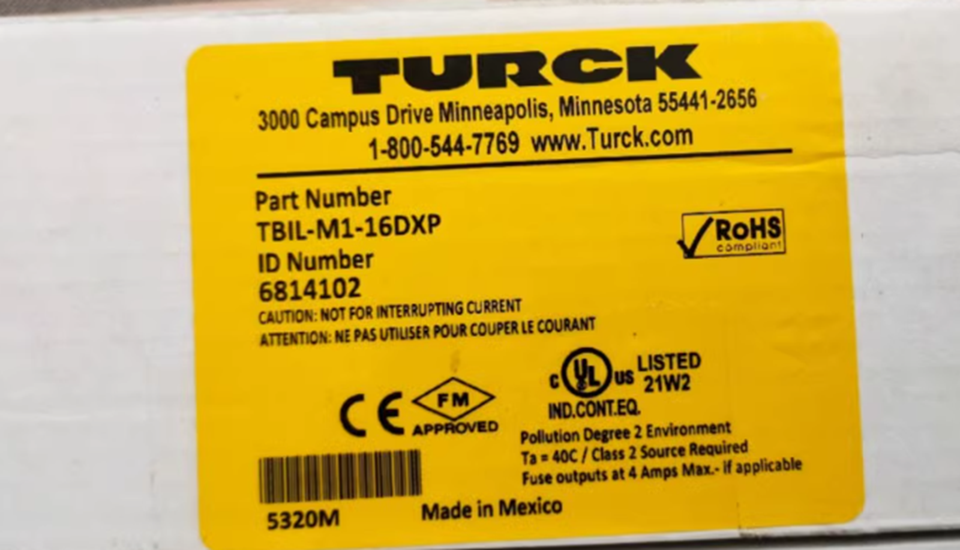 TURCK
3000 Campus Drive Minneapolis, Minnesota 55441-2656
1-800-544-7769 www.Turck.com
Part Number
TBIL-M1-16DXP
ID Number
6814102
CAUTION: NOT FOR INTERRUPTING CURRENT
ATTENTION: NE PAS UTILISER POUR COUPER LE COURANT
RoHS
compliant
CE FM
APPROVED
C UL US LISTED
21W2
IND.CONT.EQ.
Pollution Degree 2 Environment
Ta = 40C / Class 2 Source Required
Fuse outputs at 4 Amps Max.- if applicable
5320M
Made in Mexico